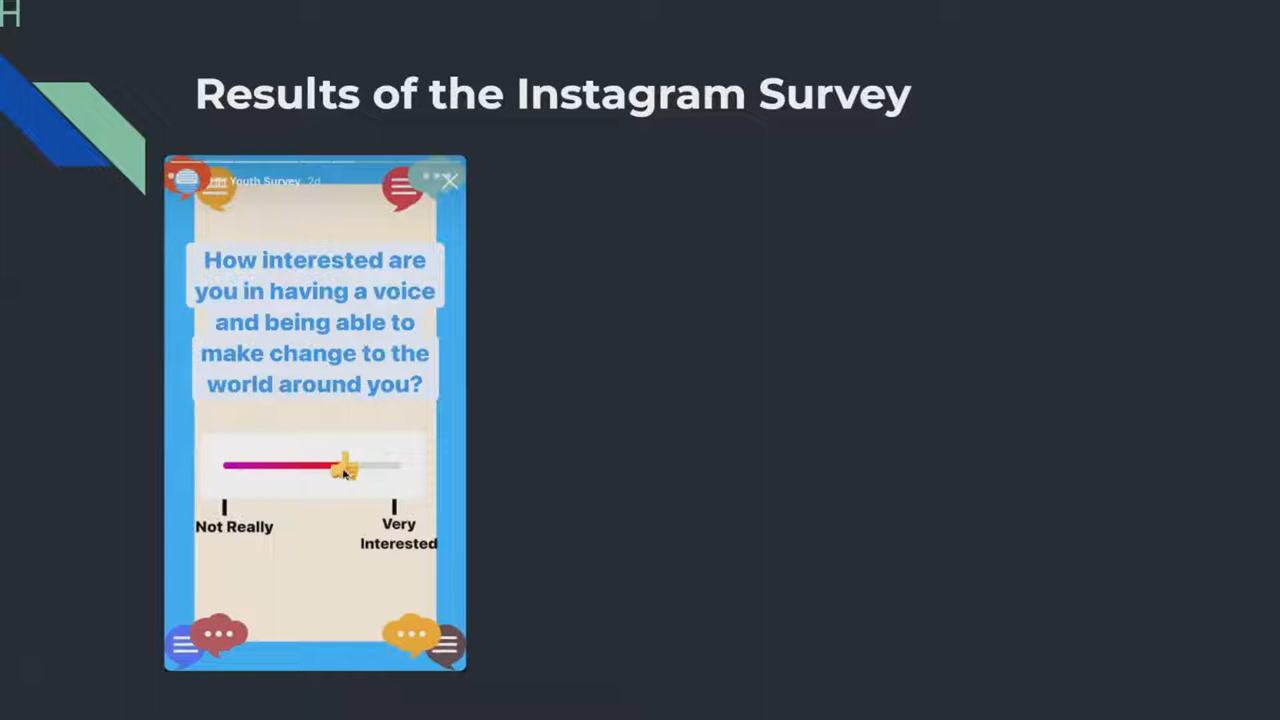 H
Results of the Instagram Survey
Youth Survey 2d
How interested are
you in having a voice
and being able to
make change to the
world around you?
Not Really
Very
Interested